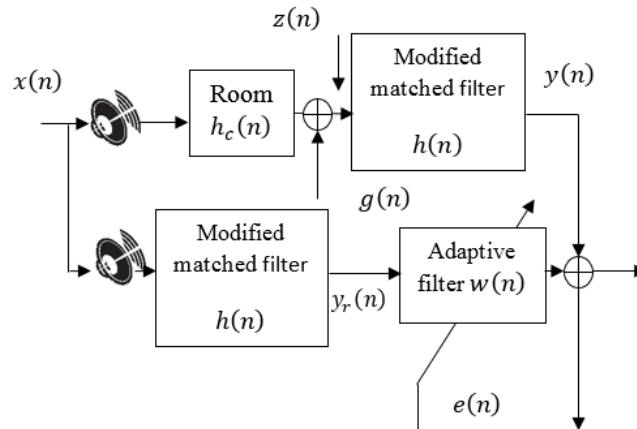 z(n)
x(n)
Room
h_c(n)
Modified
matched filter
h(n)
y(n)
g(n)
Modified
matched filter
h(n)
y_r(n)
Adaptive
filter w(n)
e(n)